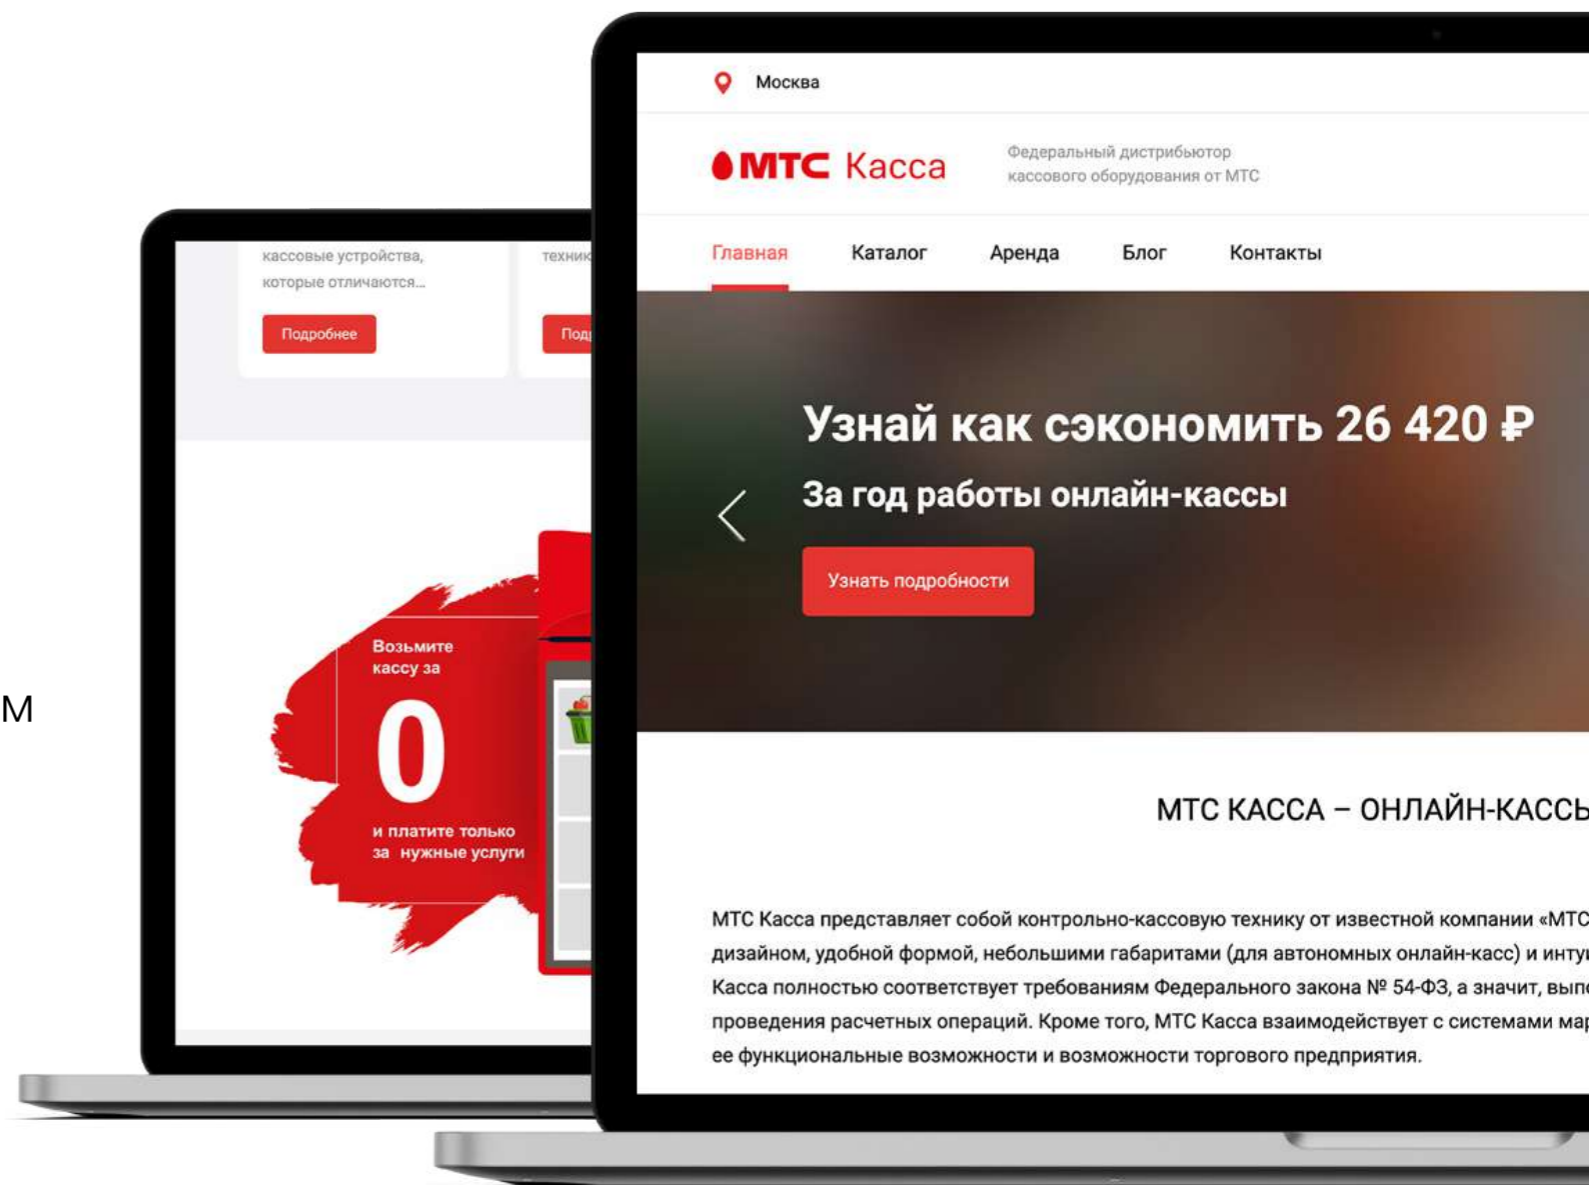 Москва
МТС Касса
Федеральный дистрибьютор
кассового оборудования от МТС
Главная Каталог Аренда Блог Контакты
Узнай как сэкономить 26 420 ₽
За год работы онлайн-кассы
Узнать подробности
МТС КАССА – ОНЛАЙН-КАССЫ
МТС Касса представляет собой контрольно-кассовую технику от известной компании «МТС
дизайном, удобной формой, небольшими габаритами (для автономных онлайн-касс) и
Касса полностью соответствует требованиям Федерального закона № 54-ФЗ, а значит,
проведения расчетных операций. Кроме того, МТС Касса взаимодействует с системами
ее функциональные возможности и возможности торгового предприятия.
кассовые устройства,
которые отличаются...
Подробнее
Возьмите
кассу за
0
и платите только
за нужные услуги
м